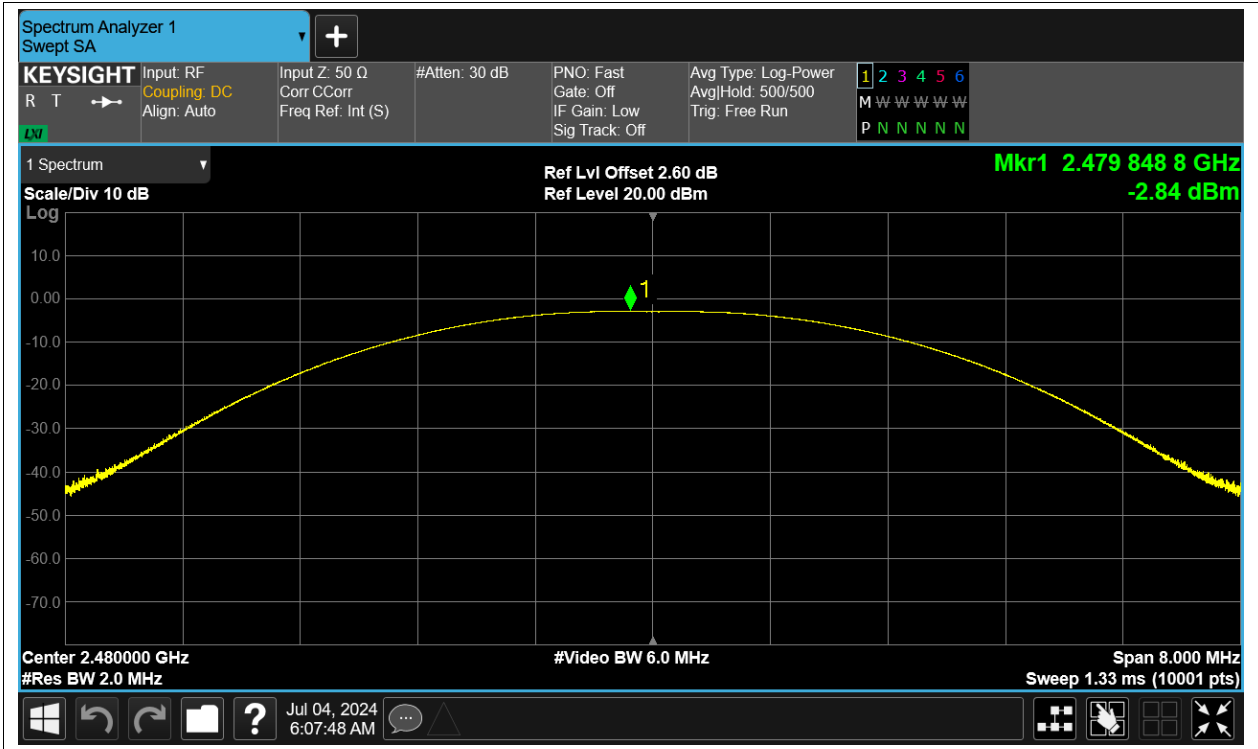 Spectrum Analyzer 1
Swept SA
KEYSIGHT
R T
LXI
Input: RF
Coupling: DC
Align: Auto
Input Z: 50 Ω
Corr CCorr
Freq Ref: Int (S)
#Atten: 30 dB
PNO: Fast
Gate: Off
IF Gain: Low
Sig Track: Off
Avg Type: Log-Power
Avg|Hold: 500/500
Trig: Free Run
1 2 3 4 5 6
M W W W W W
P N N N N N
1 Spectrum
Scale/Div 10 dB
Log
Ref Lvl Offset 2.60 dB
Ref Level 20.00 dBm
Mkr1 2.479 848 8 GHz
-2.84 dBm
10.0
0.00
-10.0
-20.0
-30.0
-40.0
-50.0
-60.0
-70.0
1
Center 2.480000 GHz
#Res BW 2.0 MHz
#Video BW 6.0 MHz
Span 8.000 MHz
Sweep 1.33 ms (10001 pts)
?
Jul 04, 2024
6:07:48 AM